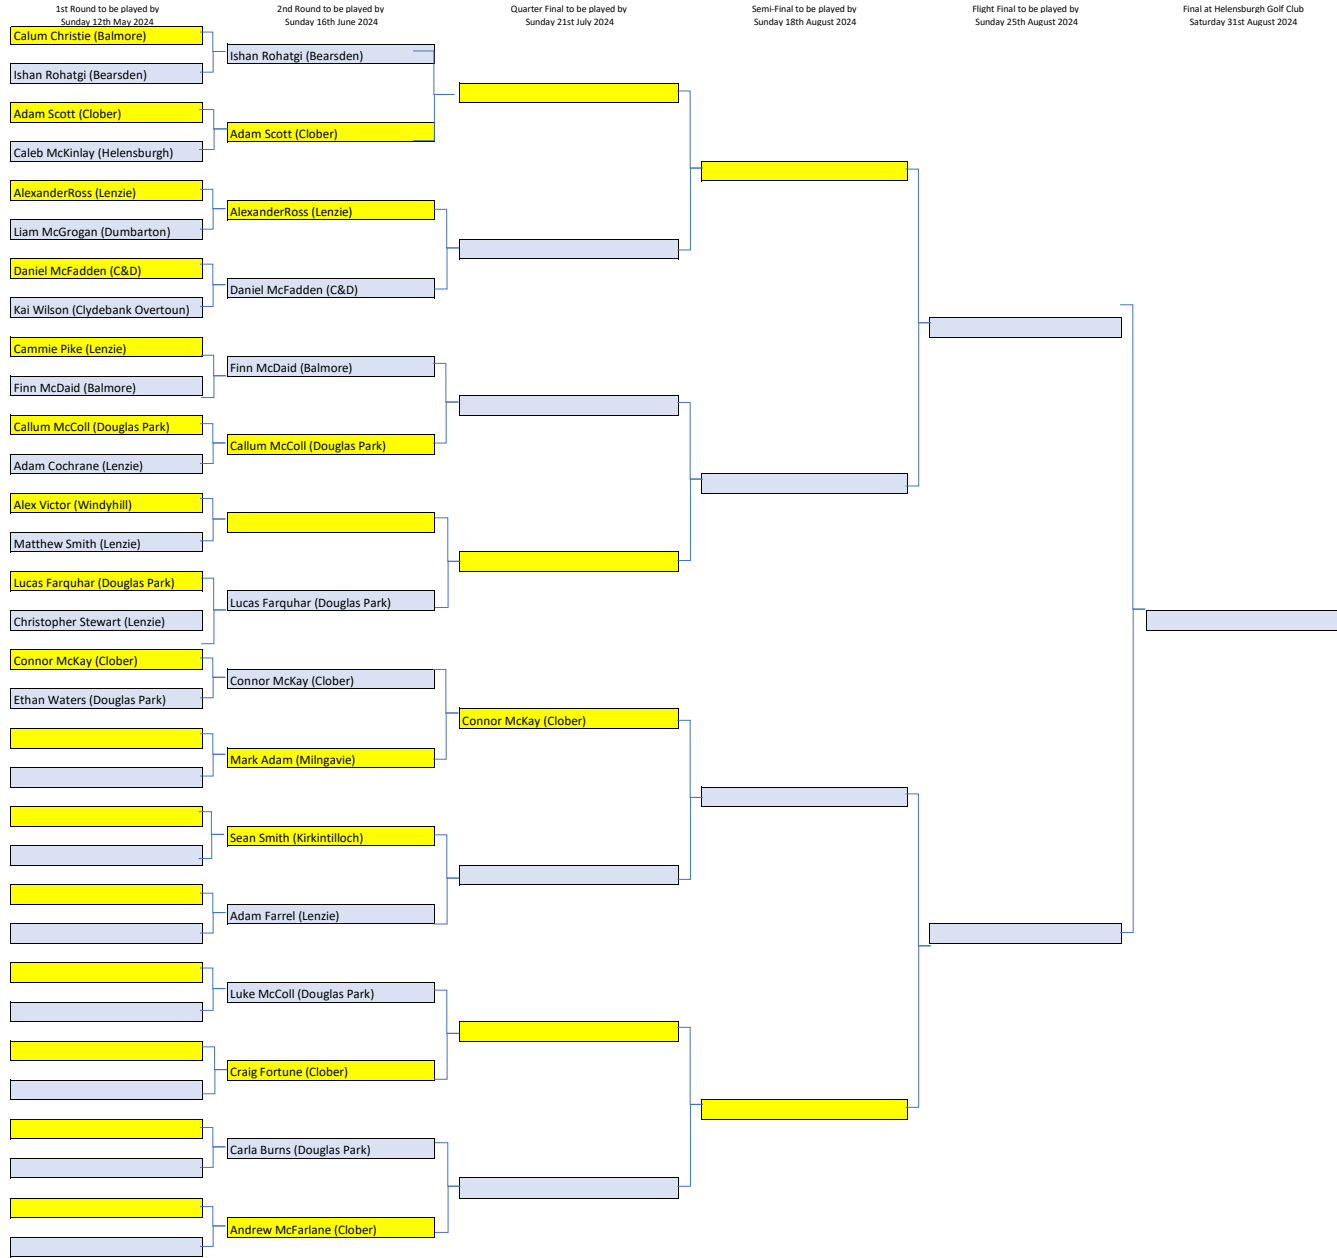 1st Round to be played by
Sunday 12th May 2024
2nd Round to be played by
Sunday 16th June 2024
Quarter Final to be played by
Sunday 21st July 2024
Semi-Final to be played by
Sunday 18th August 2024
Flight Final to be played by
Sunday 25th August 2024
Final at Helensburgh Golf Club
Saturday 31st August 2024
Calum Christie (Balmore)
Ishan Rohatgi (Bearsden)
Adam Scott (Clober)
Caleb McKinlay (Helensburgh)
AlexanderRoss (Lenzie)
Liam McGrogan (Dumbarton)
Daniel McFadden (C&D)
Kai Wilson (Clydebank Overtoun)
Cammie Pike (Lenzie)
Finn McDaid (Balmore)
Callum McColl (Douglas Park)
Adam Cochrane (Lenzie)
Alex Victor (Windyhill)
Matthew Smith (Lenzie)
Lucas Farquhar (Douglas Park)
Christopher Stewart (Lenzie)
Connor McKay (Clober)
Ethan Waters (Douglas Park)
Ishan Rohatgi (Bearsden)
Adam Scott (Clober)
AlexanderRoss (Lenzie)
Daniel McFadden (C&D)
Finn McDaid (Balmore)
Callum McColl (Douglas Park)
Lucas Farquhar (Douglas Park)
Connor McKay (Clober)
Mark Adam (Milngavie)
Sean Smith (Kirkintilloch)
Adam Farrel (Lenzie)
Luke McColl (Douglas Park)
Craig Fortune (Clober)
Carla Burns (Douglas Park)
Andrew McFarlane (Clober)
Connor McKay (Clober)